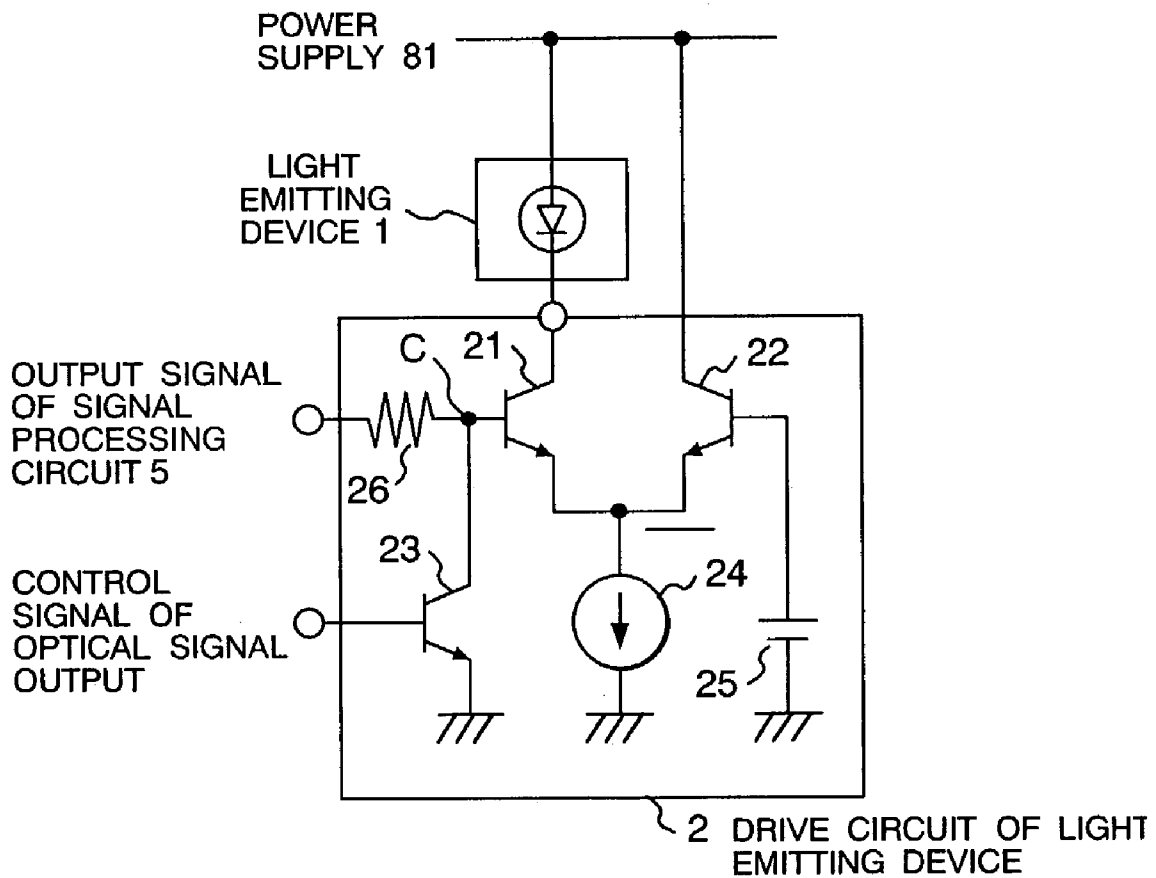 POWER
SUPPLY 81
LIGHT
EMITTING
DEVICE 1
C
21
22
OUTPUT SIGNAL
OF SIGNAL
PROCESSING
CIRCUIT 5
26
23
24
CONTROL
SIGNAL OF
OPTICAL SIGNAL
OUTPUT
25
2 DRIVE CIRCUIT OF LIGHT
EMITTING DEVICE